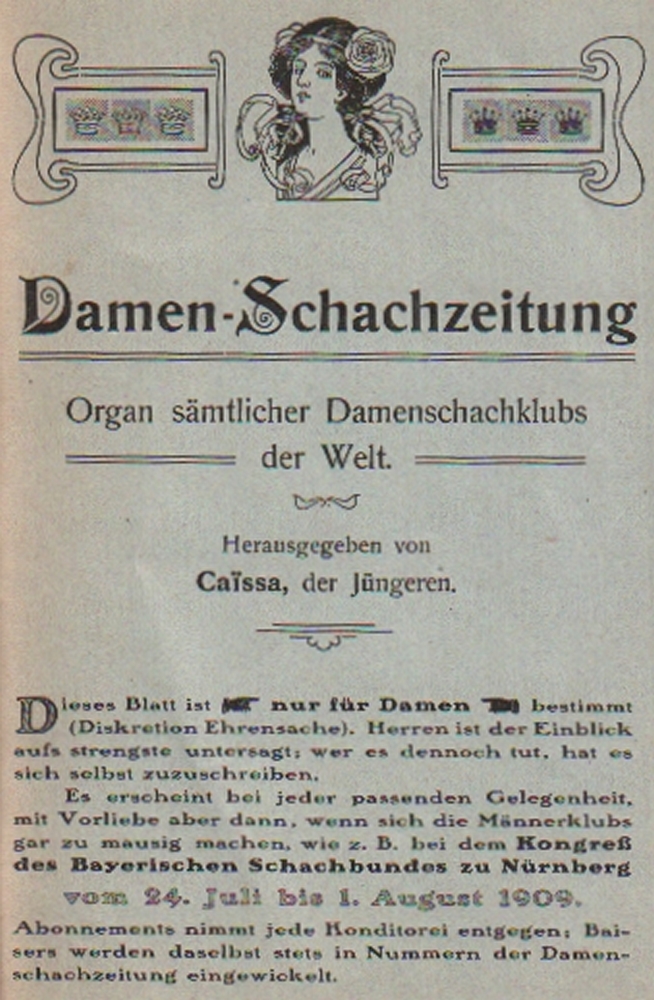 Damen-Schachzeitung
Organ sämtlicher Damenschachklubs
der Welt.
Herausgegeben von
Caïssa, der Jüngeren.
Dieses Blatt ist nur für Damen bestimmt
(Diskretion Ehrensache). Herren ist der Einblick
aufs strengste untersagt; wer es dennoch tut, hat es
sich selbst zuzuschreiben.
Es erscheint bei jeder passenden Gelegenheit,
mit Vorliebe aber dann, wenn sich die Männerklubs
gar zu mausig machen, wie z. B. bei dem Kongreß
des Bayerischen Schachbundes zu Nürnberg
vom 24. Juli bis 1. August 1909.
Abonnements nimmt jede Konditorei entgegen; Bai-
sers werden daselbst stets in Nummern der Damen-
schachzeitung eingewickelt.